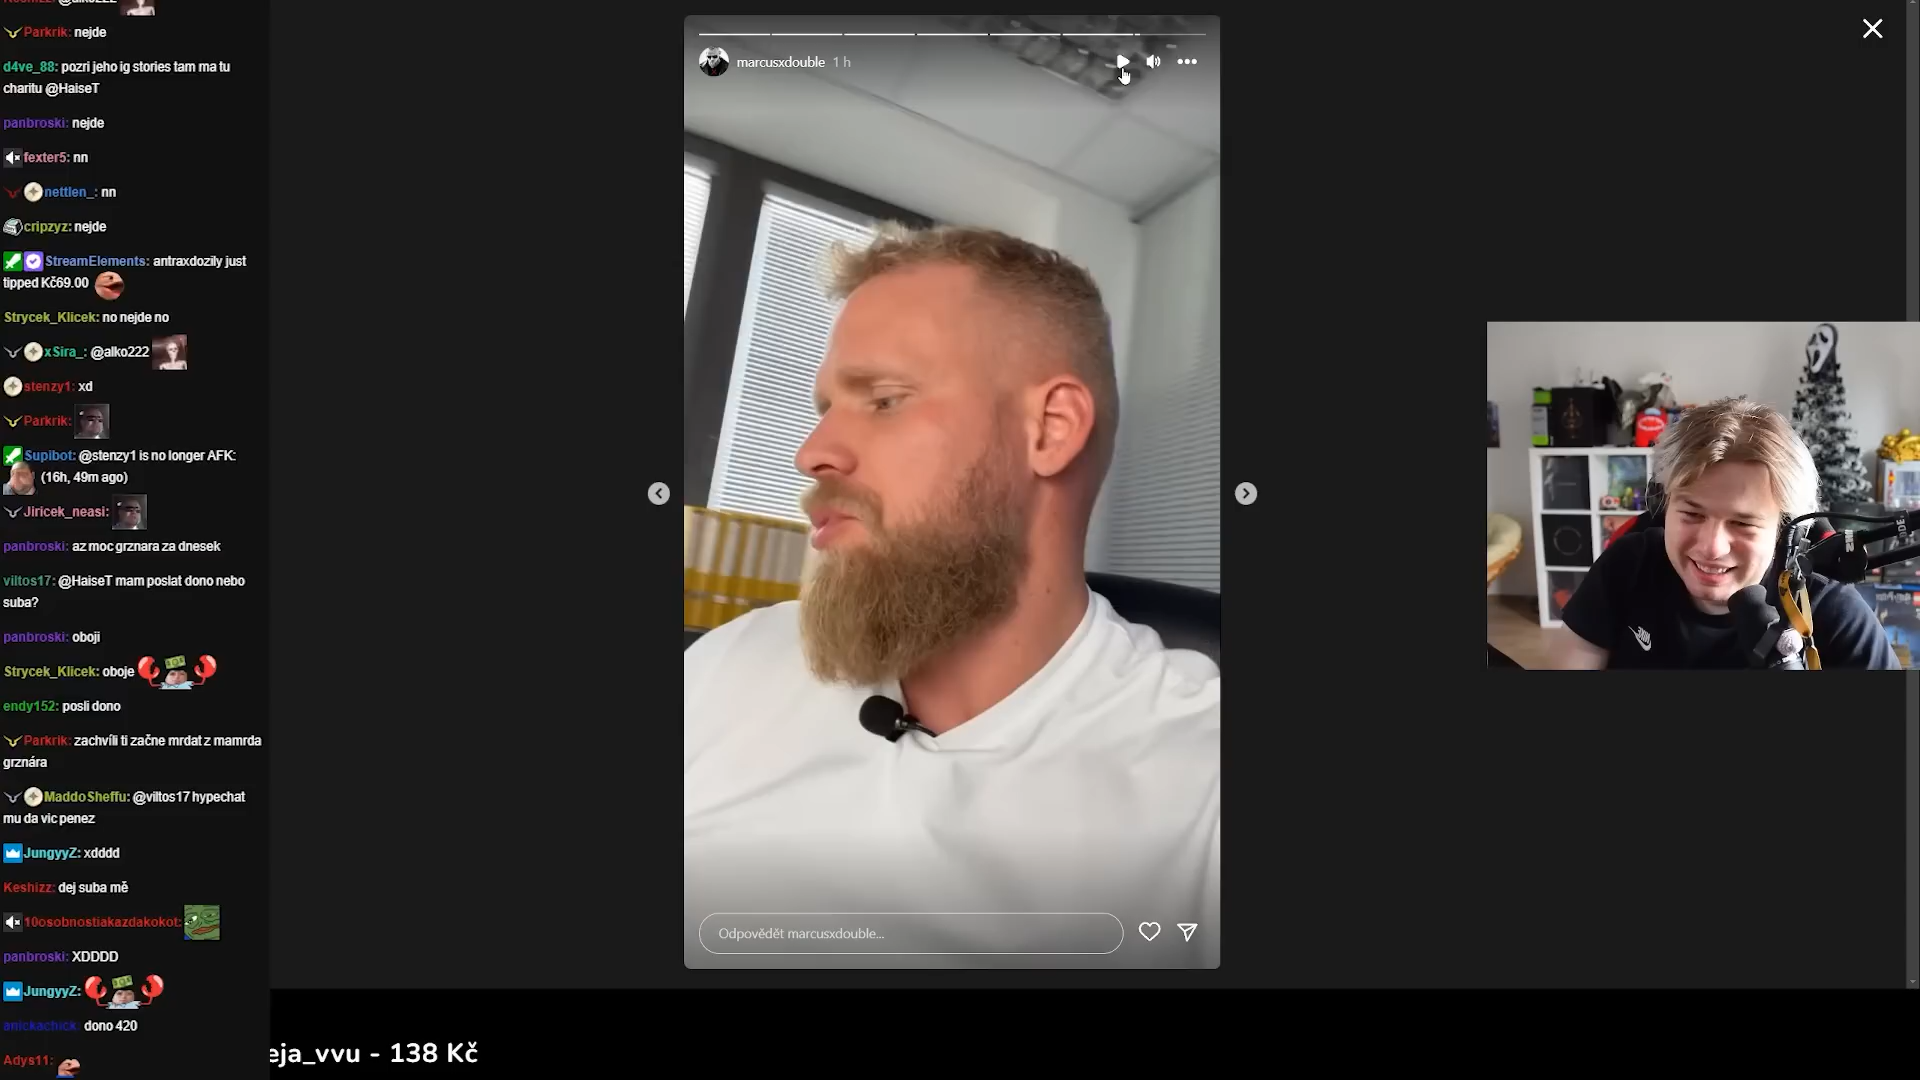 Parkrik: nejde
d4ve_88: pozri jeho ig stories tam ma tu
charitu @HaiseT
panbroski: nejde
fexter5: nn
nettlen_: nn
cripzyz: nejde
StreamElements: antraxdozily just
tipped Kč69.00
Strycek_Klicek: no nejde no
xSira_: @alko222
stenzy1: xd
Parkrik:
Supibot: @stenzy1 is no longer AFK:
(16h, 49m ago)
Jiricek_neasi:
panbroski: az moc grznara za dnesek
viltos17: @HaiseT mam poslat dono nebo
suba?
panbroski: oboji
Strycek_Klicek: oboje
endy152: posli dono
Parkrik: zachvíli ti začne mrdat z mamrda
grznára
MaddoSheffu: @viltos17 hypechat
mu da vic penez
JungyyZ: xdddd
Keshizz: dej suba mě
10osobnostiakazdakokot:
panbroski: XDDDD
JungyyZ:
anickachick: dono 420
Adys11:
marcusxdouble 1 h
Odpovědět marcusxdouble...
eja_vvu - 138 Kč